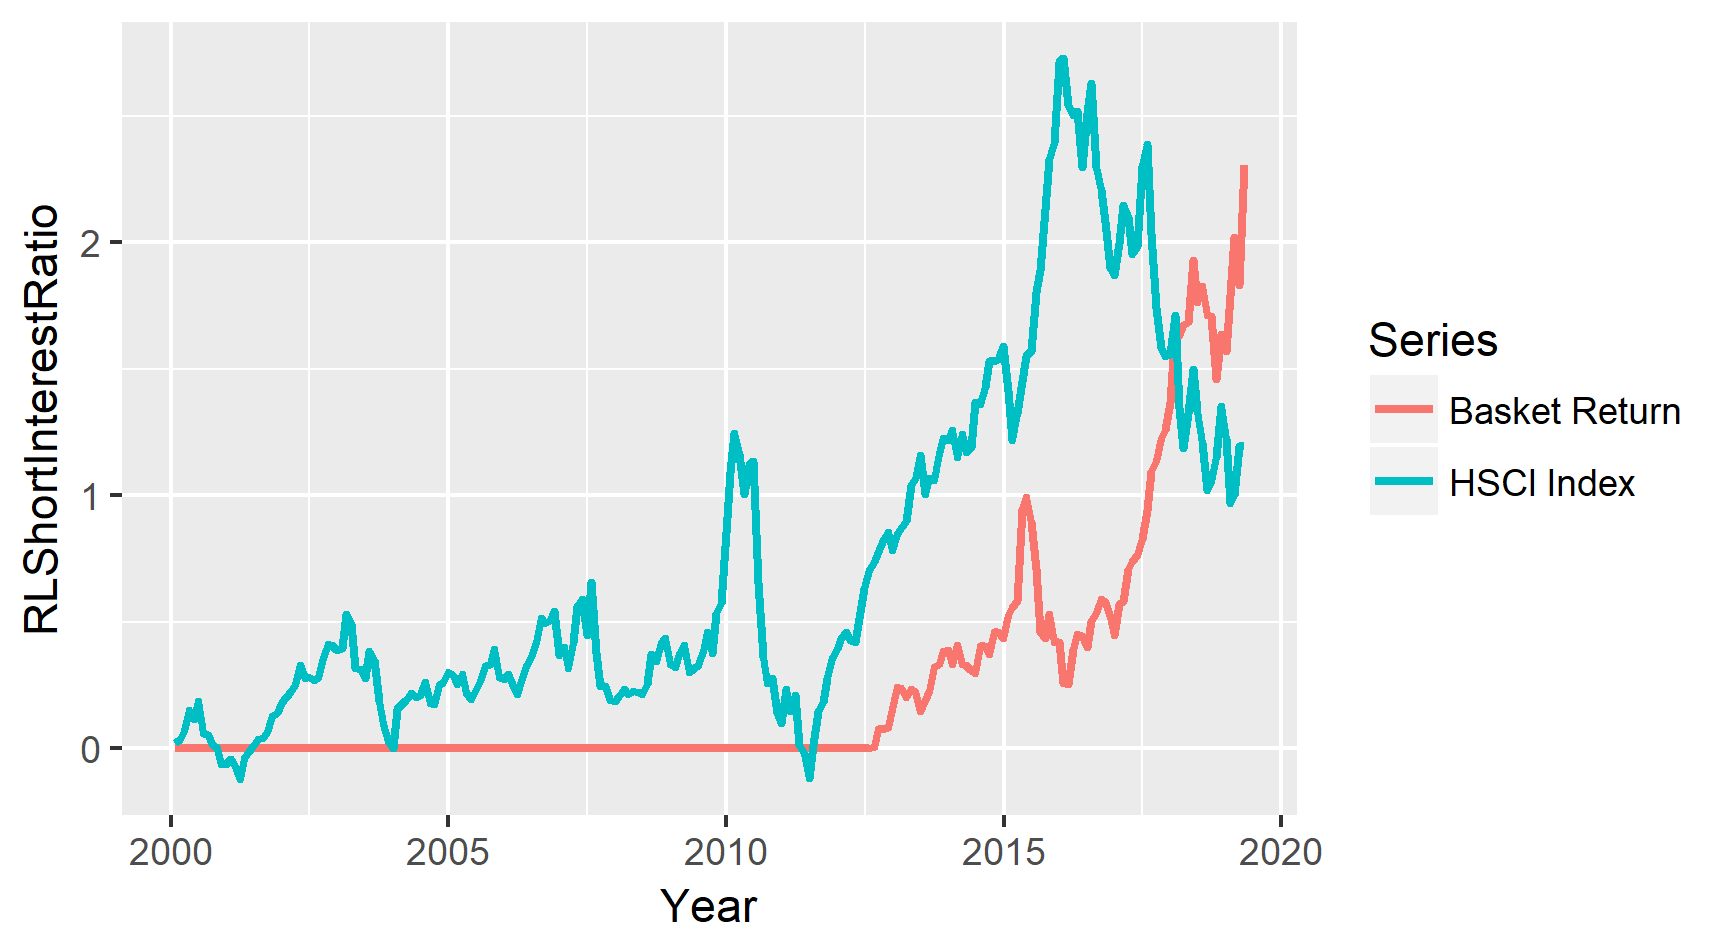 RLShortInterestRatio
2
1
0
2000 2005 2010 2015 2020
Year
Series
Basket Return
HSCI Index